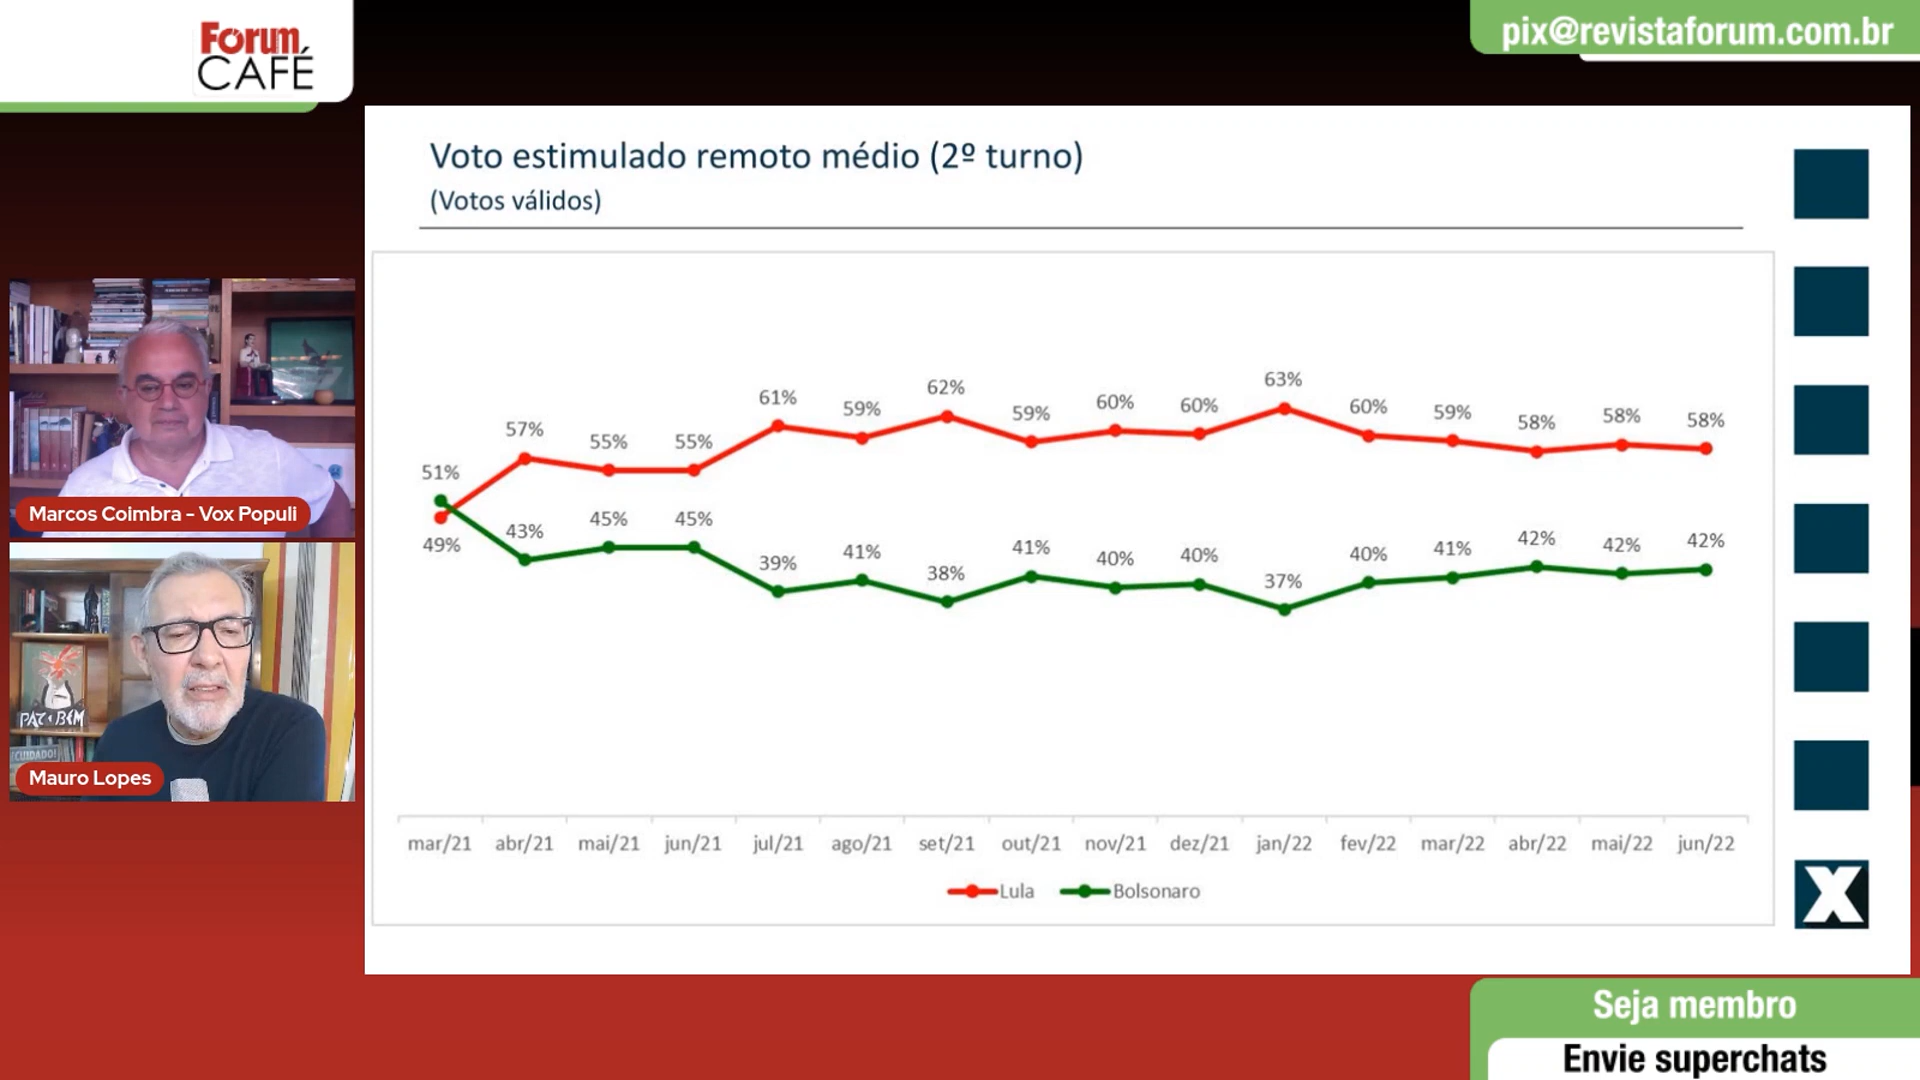 Forum
CAFÉ
pix@revistaforum.com.br
Voto estimulado remoto médio (2º turno)
(Votos válidos)
63%
62%
61%
60%
60%
60%
59%
59%
59%
58%
58%
58%
57%
55%
55%
51%
49%
43%
45%
45%
39%
41%
38%
41%
40%
40%
37%
40%
41%
42%
42%
42%
mar/21 abr/21 mai/21 jun/21 jul/21 ago/21 set/21 out/21 nov/21 dez/21 jan/22 fev/22 mar/22 abr/22 mai/22 jun/22
Lula Bolsonaro
X
Marcos Coimbra - Vox Populi
PAZ E BEM
¡CUIDADO!
Mauro Lopes
Seja membro
Envie superchats